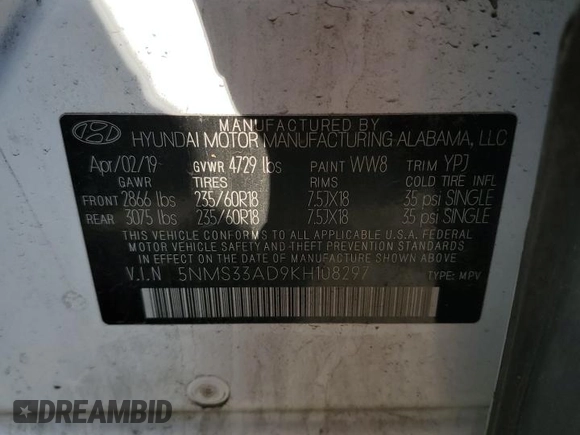 MANUFACTURED BY
HYUNDAI MOTOR MANUFACTURING ALABAMA, LLC
Apr/02/19 GVWR 4729 lbs PAINT WW8 TRIM YPJ
GAWR TIRES RIMS COLD TIRE INFL
FRONT 2866 lbs 235/60R18 7.5JX18 35 psi SINGLE
REAR 3075 lbs 235/60R18 7.5JX18 35 psi SINGLE
THIS VEHICLE CONFORMS TO ALL APPLICABLE U.S.A. FEDERAL
MOTOR VEHICLE SAFETY STANDARDS IN EFFECT ON THE
DATE OF MANUFACTURE SHOWN ABOVE.
V.I.N 5NMS33AD9KH108297 TYPE: MPV
DREAMBID